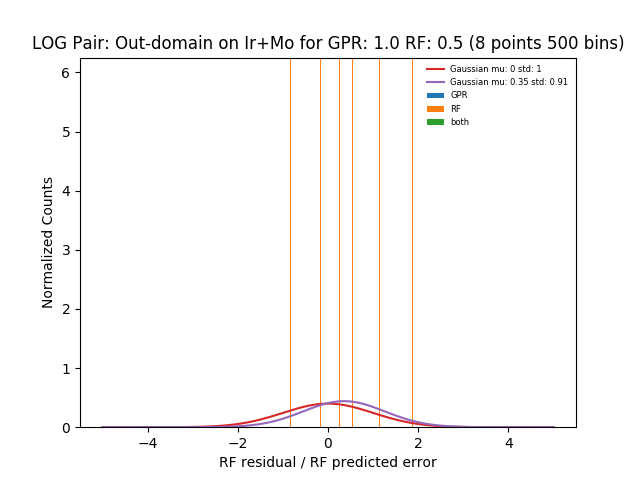 LOG Pair: Out-domain on Ir+Mo for GPR: 1.0 RF: 0.5 (8 points 500 bins)
Gaussian mu: 0 std: 1
Gaussian mu: 0.35 std: 0.91
GPR
RF
both
Normalized Counts
6
5
4
3
2
1
0
−4
−2
0
2
4
RF residual / RF predicted error